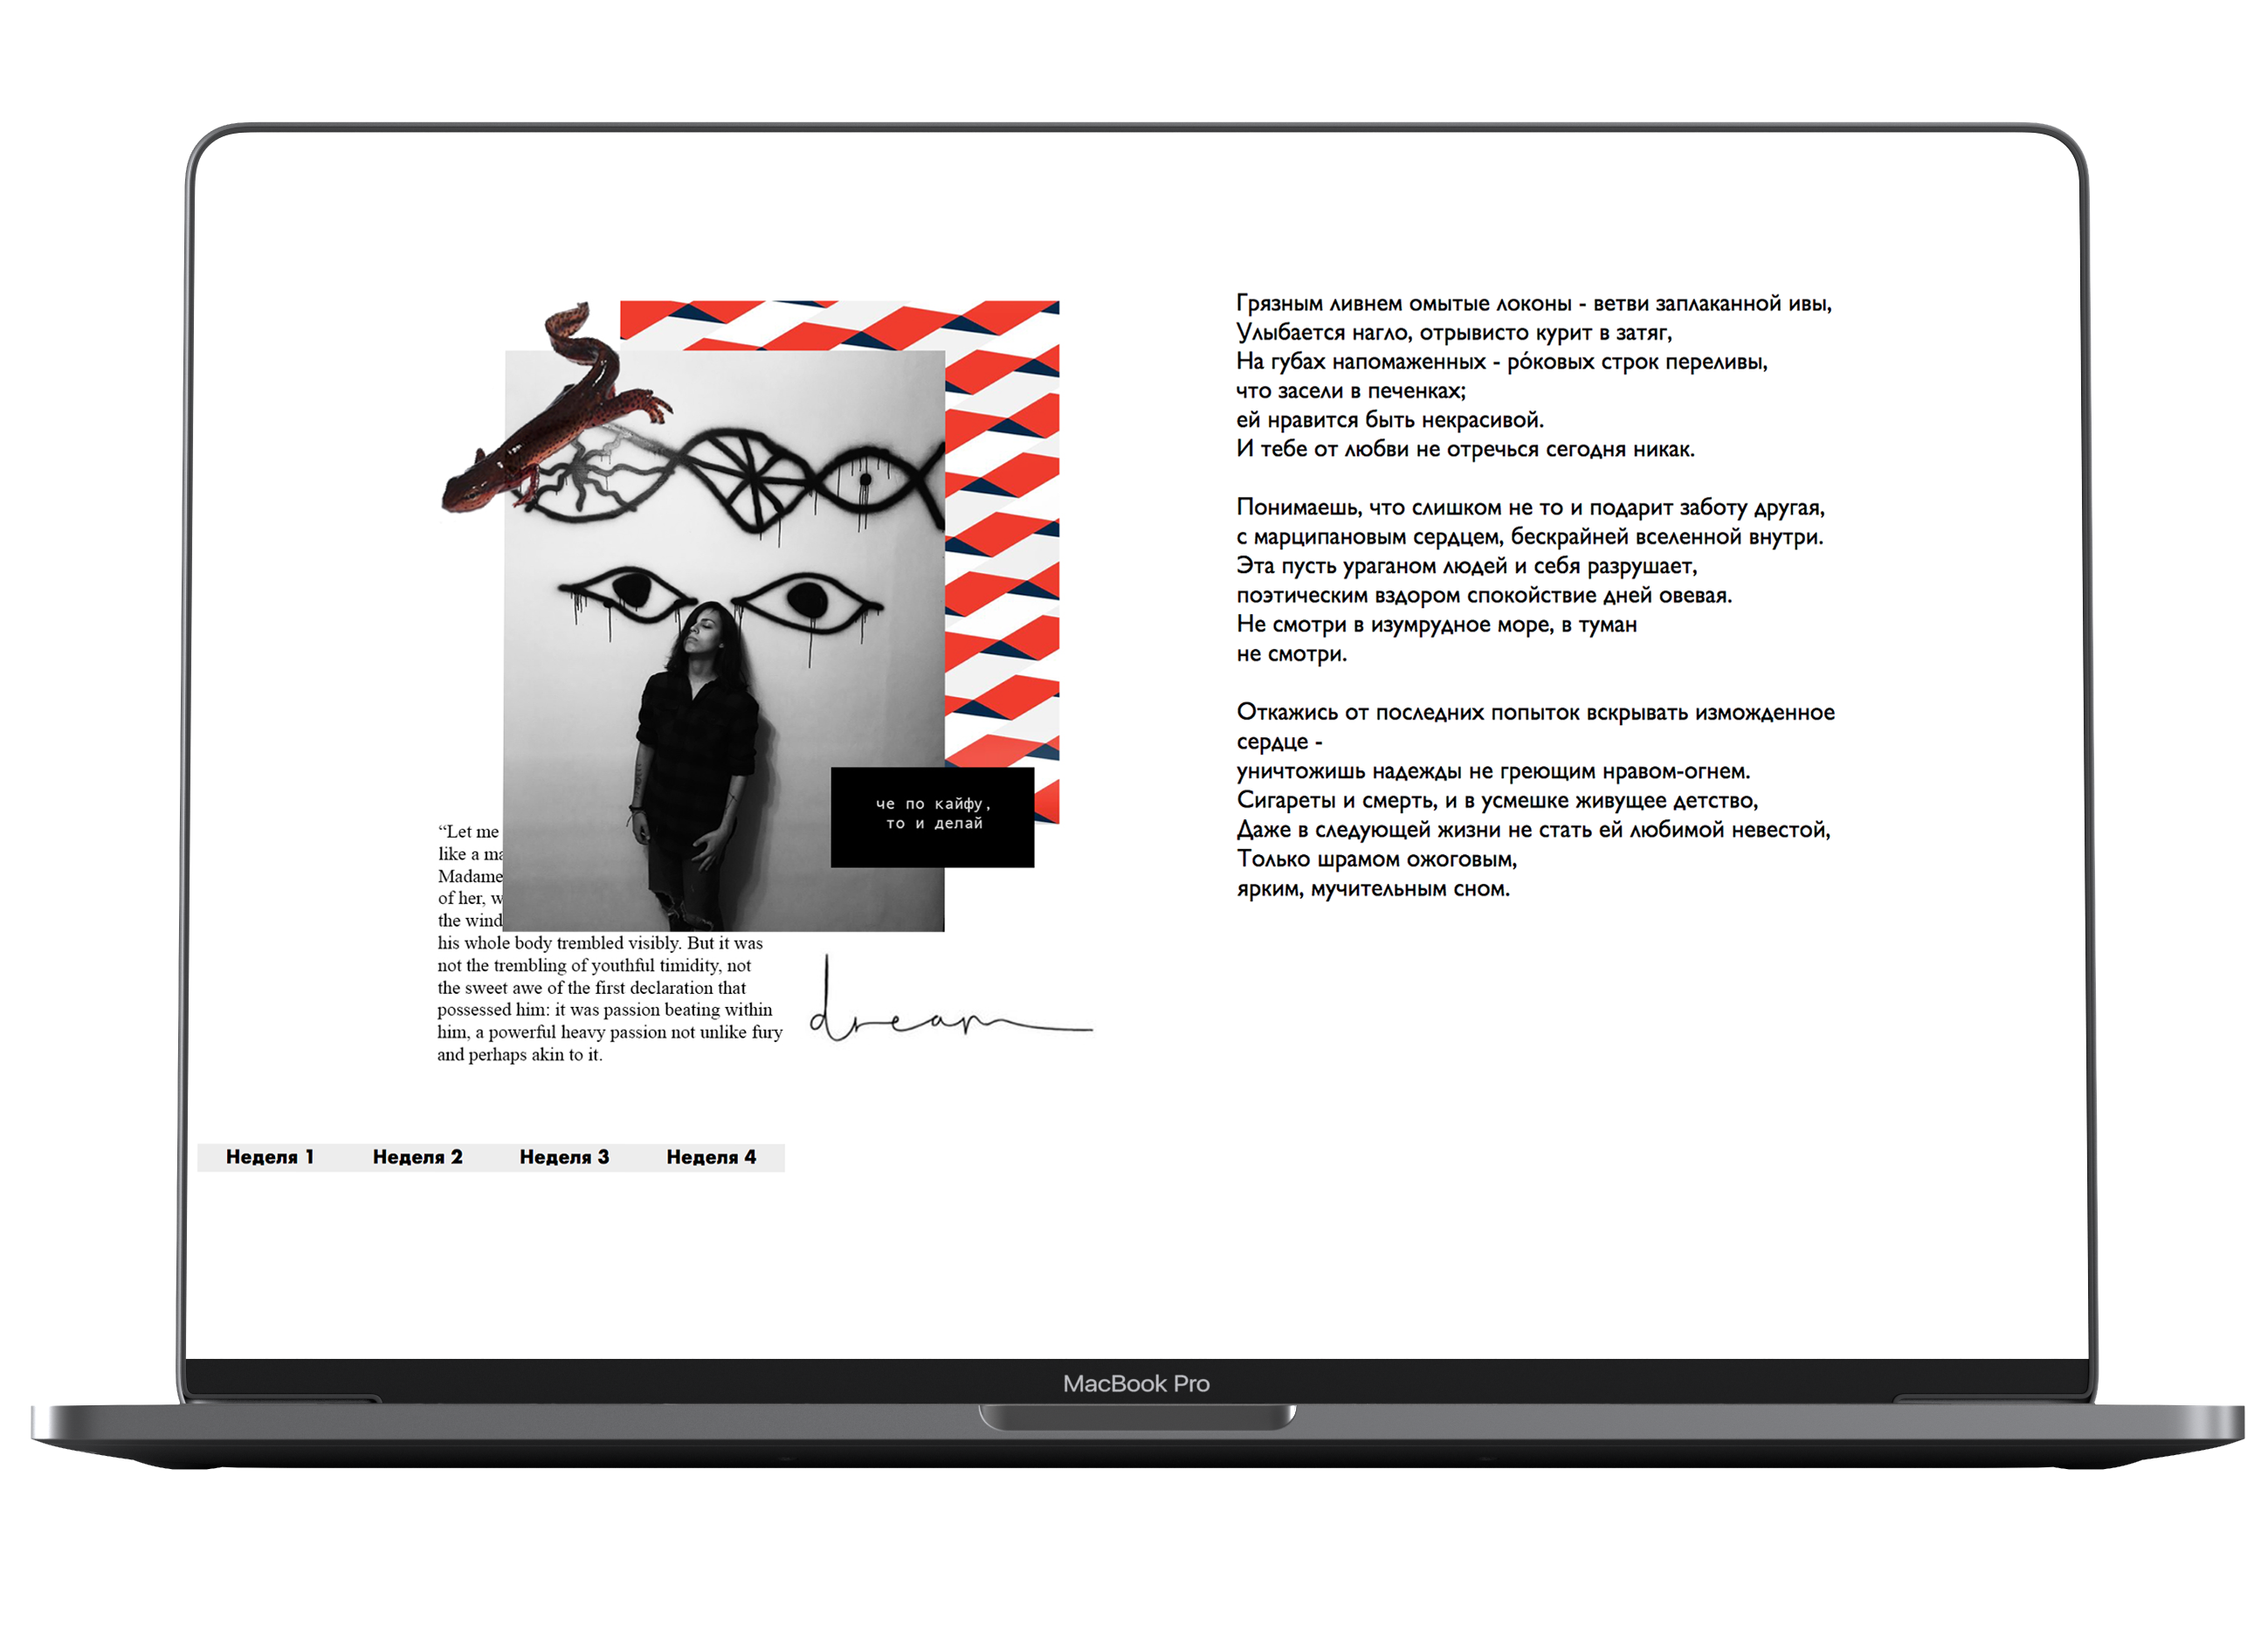 Грязным ливнем омытые локоны - ветви заплаканной ивы,
Улыбается нагло, отрывисто курит в затяг,
На губах напомаженных - ро́ковых строк переливы,
что засели в печенках;
ей нравится быть некрасивой.
И тебе от любви не отречься сегодня никак.
Понимаешь, что слишком не то и подарит заботу другая,
с марципановым сердцем, бескрайней вселенной внутри.
Эта пусть ураганом людей и себя разрушает,
поэтическим вздором спокойствие дней овевая.
Не смотри в изумрудное море, в туман
не смотри.
Откажись от последних попыток вскрывать изможденное
сердце -
уничтожишь надежды не греющим нравом-огнем.
Сигареты и смерть, и в усмешке живущее детство,
Даже в следующей жизни не стать ей любимой невестой,
Только шрамом ожоговым,
ярким, мучительным сном.
че по кайфу,
то и делай
“Let me
like a
Madame
of her,
the wind
his whole body trembled visibly. But it was
not the trembling of youthful timidity, not
the sweet awe of the first declaration that
possessed him: it was passion beating within
him, a powerful heavy passion not unlike fury
and perhaps akin to it.
dream
Неделя 1 Неделя 2 Неделя 3 Неделя 4
MacBook Pro